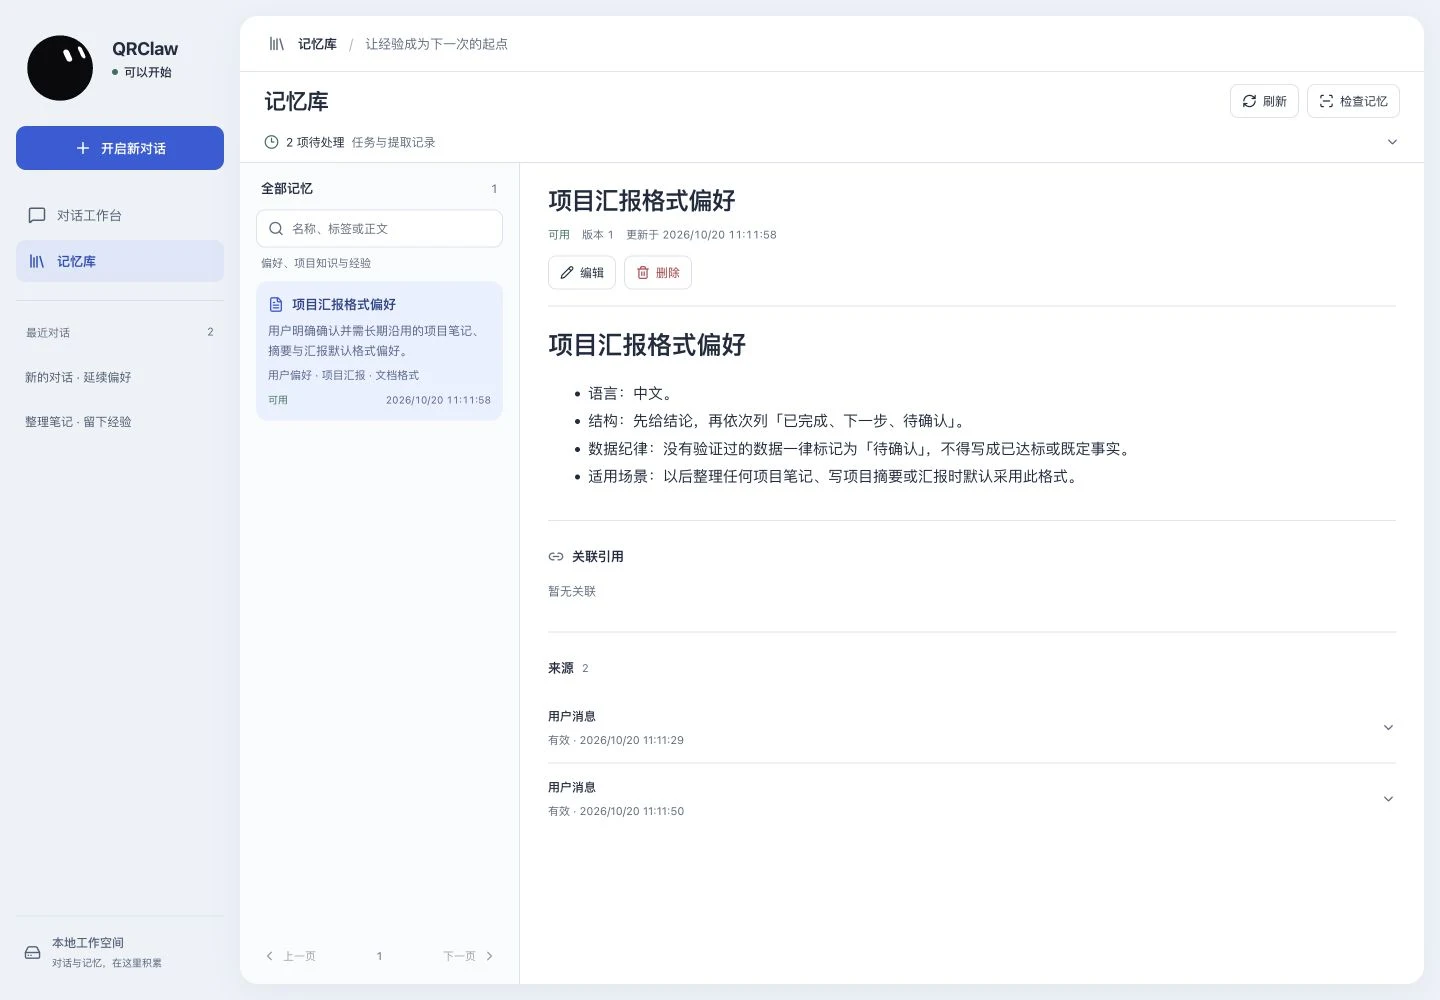 QRClaw
可以开始
开启新对话
对话工作台
记忆库
最近对话 2
新的对话 · 延续偏好
整理笔记 · 留下经验
本地工作空间
对话与记忆，在这里积累
记忆库 / 让经验成为下一次的起点
记忆库
刷新
检查记忆
2 项待处理 任务与提取记录
全部记忆 1
名称、标签或正文
偏好、项目知识与经验
项目汇报格式偏好
用户明确确认并需长期沿用的项目笔记、
摘要与汇报默认格式偏好。
用户偏好 · 项目汇报 · 文档格式
可用 2026/10/20 11:11:58
上一页 1 下一页
项目汇报格式偏好
可用 版本 1 更新于 2026/10/20 11:11:58
编辑
删除
项目汇报格式偏好
• 语言：中文。
• 结构：先给结论，再依次列「已完成、下一步、待确认」。
• 数据纪律：没有验证过的数据一律标记为「待确认」，不得写成已达标或既定事实。
• 适用场景：以后整理任何项目笔记、写项目摘要或汇报时默认采用此格式。
关联引用
暂无关联
来源 2
用户消息
有效 · 2026/10/20 11:11:29
用户消息
有效 · 2026/10/20 11:11:50